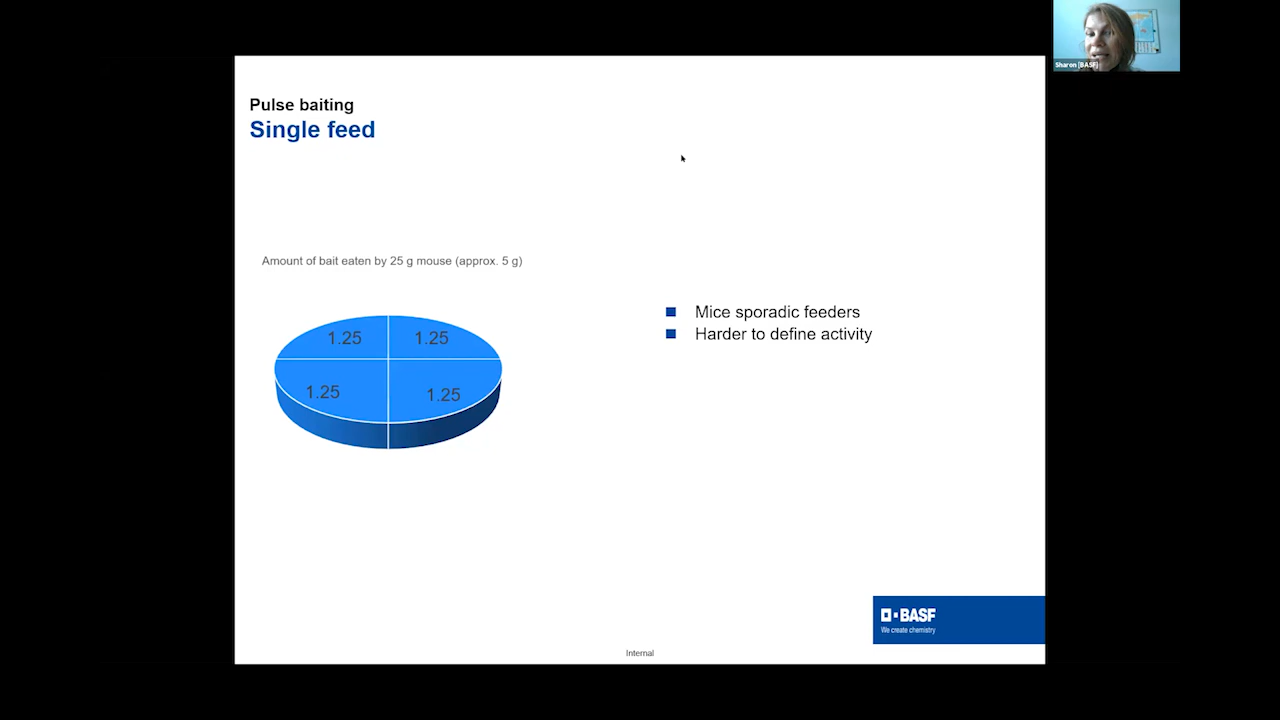 Sharon [BASF]
Pulse baiting
Single feed
Amount of bait eaten by 25 g mouse (approx. 5 g)
1.25 1.25
1.25 1.25
Mice sporadic feeders
Harder to define activity
BASF
We create chemistry
Internal